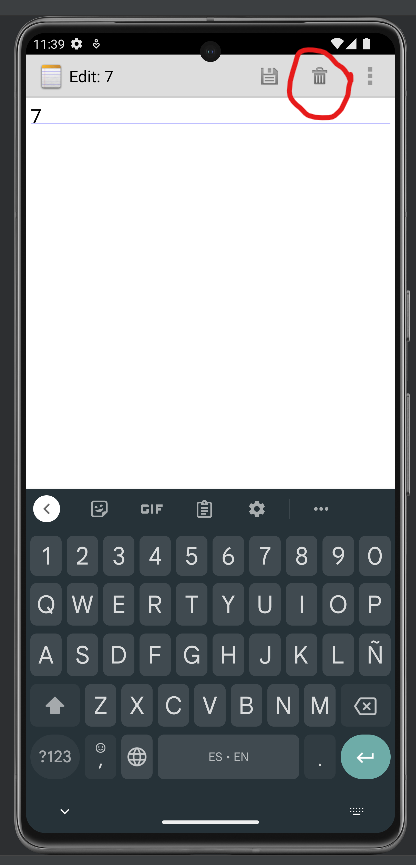 11:39
Edit: 7
7
GIF
1 2 3 4 5 6 7 8 9 0
Q W E R T Y U I O P
A S D F G H J K L Ñ
Z X C V B N M
?123 , ES • EN .